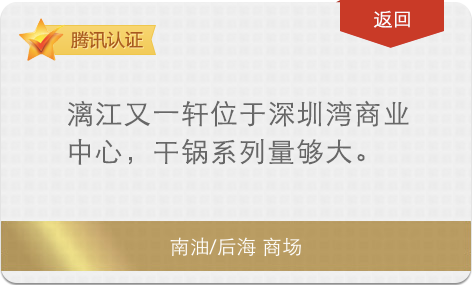 腾讯认证
返回
漓江又一轩位于深圳湾商业
中心，干锅系列量够大。
南油/后海 商场